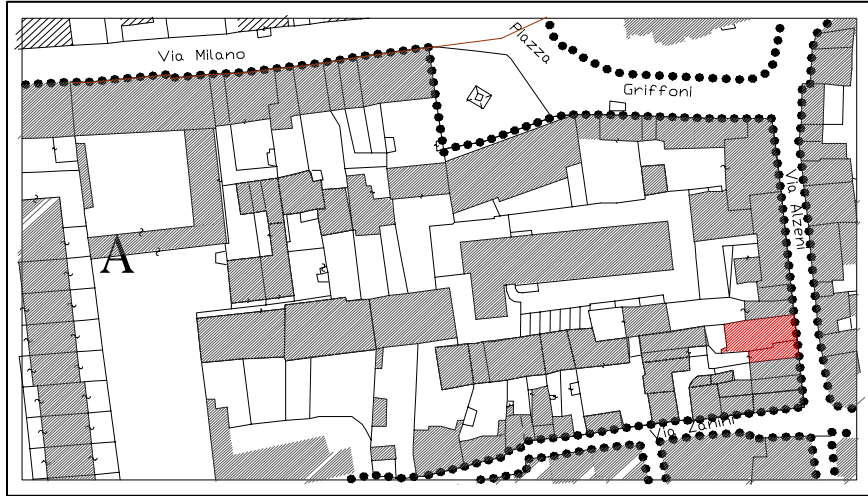 Via Milano
Piazza
Griffoni
Via Alzeni
A
Via Zanini